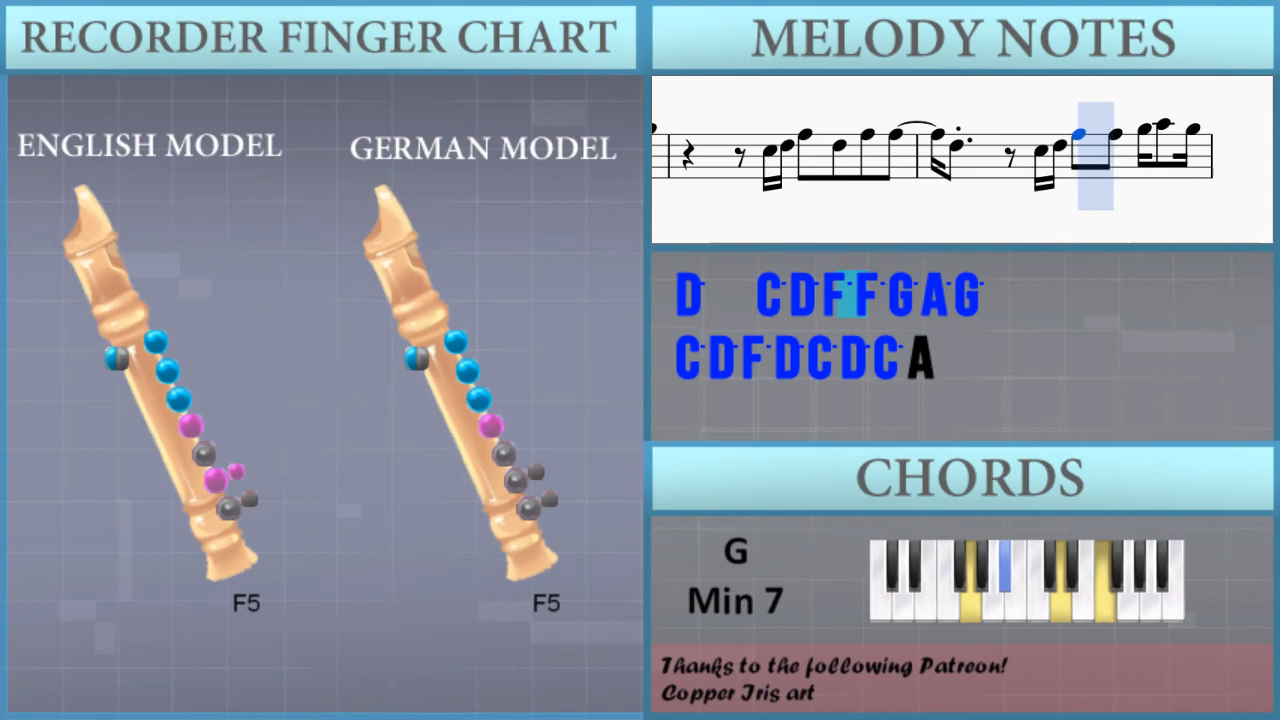 RECORDER FINGER CHART
ENGLISH MODEL
GERMAN MODEL
F5
F5
MELODY NOTES
D CDFFGAG
CDFDCDCA
CHORDS
G
Min 7
Thanks to the following Patreon!
Copper Iris art